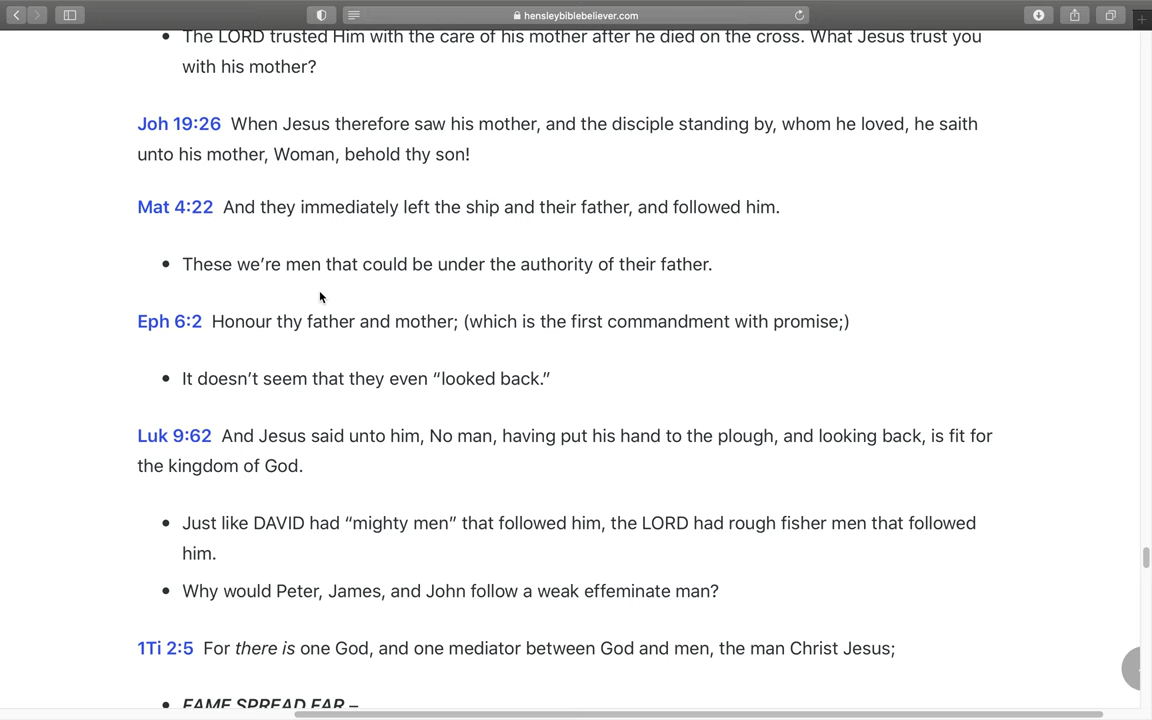 hensleybiblebeliever.com
• The LORD trusted Him with the care of his mother after he died on the cross. What Jesus trust you
with his mother?
Joh 19:26 When Jesus therefore saw his mother, and the disciple standing by, whom he loved, he saith
unto his mother, Woman, behold thy son!
Mat 4:22 And they immediately left the ship and their father, and followed him.
• These we’re men that could be under the authority of their father.
Eph 6:2 Honour thy father and mother; (which is the first commandment with promise;)
• It doesn’t seem that they even “looked back.”
Luk 9:62 And Jesus said unto him, No man, having put his hand to the plough, and looking back, is fit for
the kingdom of God.
• Just like DAVID had “mighty men” that followed him, the LORD had rough fisher men that followed
him.
• Why would Peter, James, and John follow a weak effeminate man?
1Ti 2:5 For there is one God, and one mediator between God and men, the man Christ Jesus;
• FAME SPREAD FAR –